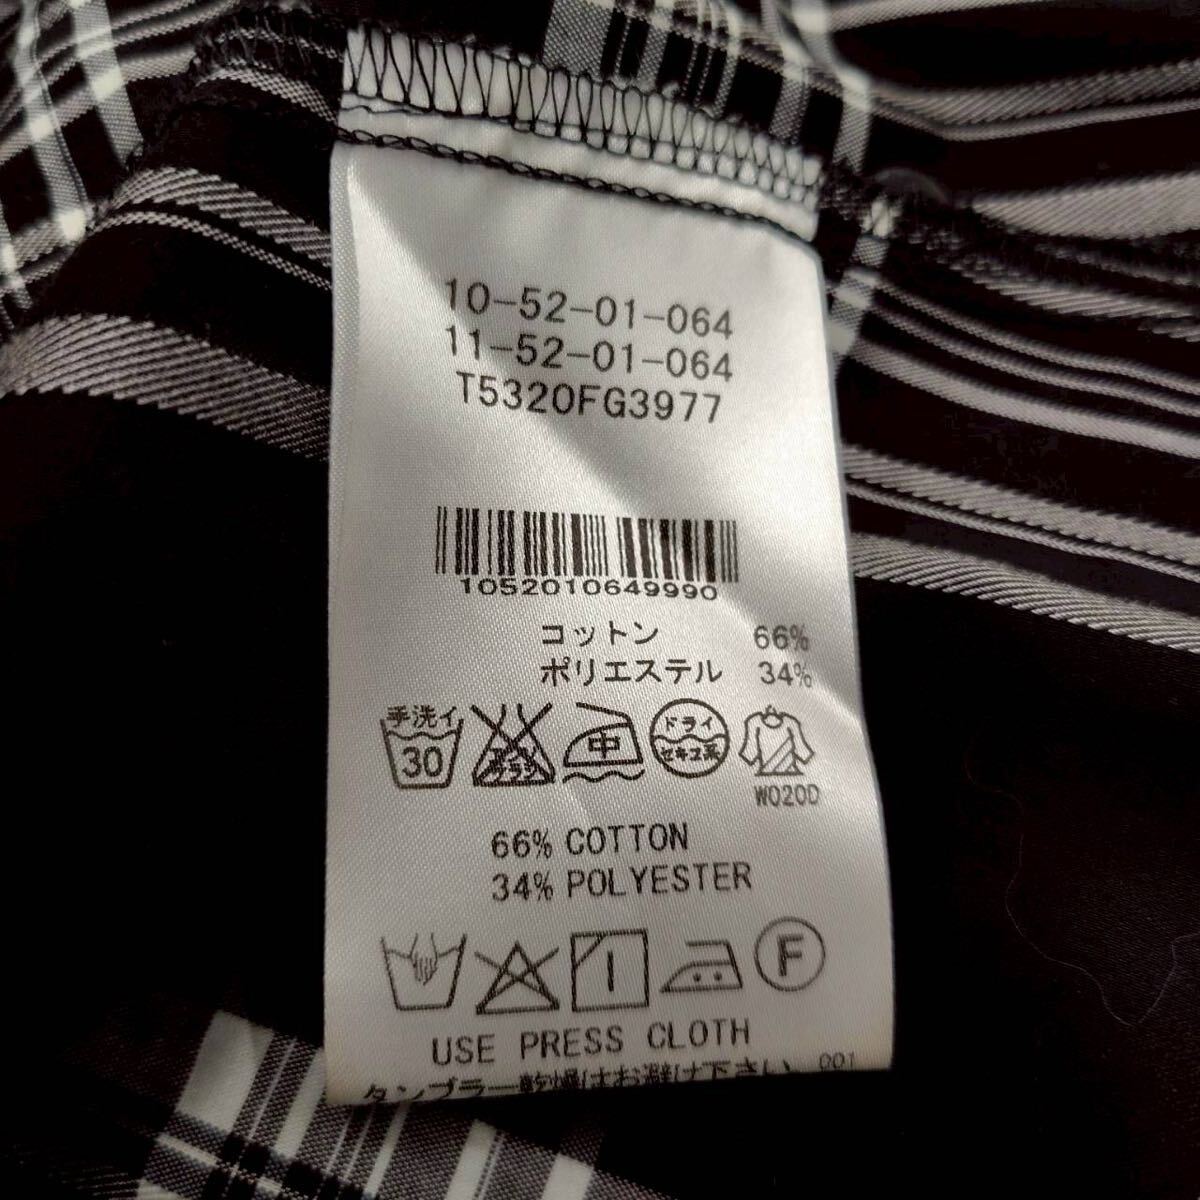 10-52-01-064
11-52-01-064
T5320FG3977
1052010649990
コットン 66%
ポリエステル 34%
手洗イ 30 中 ドライ セキユ系
W020D
66% COTTON
34% POLYESTER
F
USE PRESS CLOTH
タンブラー乾燥はお避け下さい 001